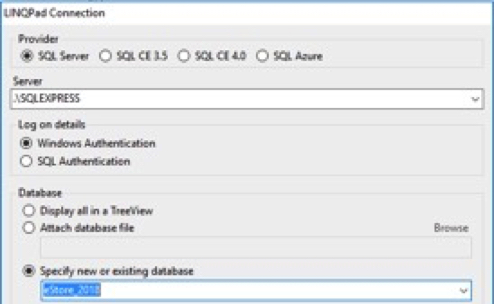 LINQPad Connection
Provider
SQL Server SQL CE 3.5 SQL CE 4.0 SQL Azure
Server
.\SQLEXPRESS
Log on details
Windows Authentication
SQL Authentication
Database
Display all in a TreeView
Attach database file Browse
Specify new or existing database
eStore_2018